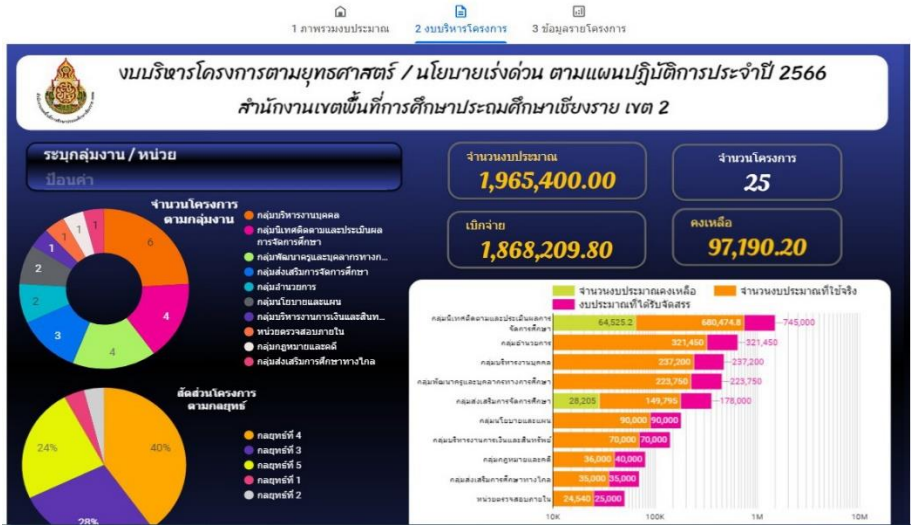 1 ภาพรวมงบประมาณ
2 งบบริหารโครงการ
3 ข้อมูลรายโครงการ
งบบริหารโครงการตามยุทธศาสตร์ / นโยบายเร่งด่วน ตามแผนปฏิบัติการประจำปี 2566
สำนักงานเขตพื้นที่การศึกษาประถมศึกษาเชียงราย เขต 2
ระบุกลุ่มงาน / หน่วย
ป้อนค่า
จำนวนงบประมาณ
1,965,400.00
จำนวนโครงการ
25
เบิกจ่าย
1,868,209.80
คงเหลือ
97,190.20
จำนวนโครงการ
ตามกลุ่มงาน
6
4
4
3
2
2
1
1
1
1
กลุ่มบริหารงานบุคคล
กลุ่มนิเทศติดตามและประเมินผล
การจัดการศึกษา
กลุ่มพัฒนาครูและบุคลากรทางก...
กลุ่มส่งเสริมการจัดการศึกษา
กลุ่มอำนวยการ
กลุ่มนโยบายและแผน
กลุ่มบริหารงานการเงินและสินท...
หน่วยตรวจสอบภายใน
กลุ่มกฎหมายและคดี
กลุ่มส่งเสริมการศึกษาทางไกล
สัดส่วนโครงการ
ตามกลยุทธ์
40%
28%
24%
กลยุทธ์ที่ 4
กลยุทธ์ที่ 3
กลยุทธ์ที่ 5
กลยุทธ์ที่ 1
กลยุทธ์ที่ 2
จำนวนงบประมาณคงเหลือ
จำนวนงบประมาณที่ใช้จริง
งบประมาณที่ได้รับจัดสรร
กลุ่มนิเทศติดตามและประเมินผลการ
จัดการศึกษา
64,525.2 680,474.8 745,000
กลุ่มอำนวยการ 321,450 321,450
กลุ่มบริหารงานบุคคล 237,200 237,200
กลุ่มพัฒนาครูและบุคลากรทางการศึกษา 223,750 223,750
กลุ่มส่งเสริมการจัดการศึกษา 28,205 149,795 178,000
กลุ่มนโยบายและแผน 90,000 90,000
กลุ่มบริหารงานการเงินและสินทรัพย์ 70,000 70,000
กลุ่มกฎหมายและคดี 36,000 40,000
กลุ่มส่งเสริมการศึกษาทางไกล 35,000 35,000
หน่วยตรวจสอบภายใน 24,540 25,000
10K 100K 1M 10M